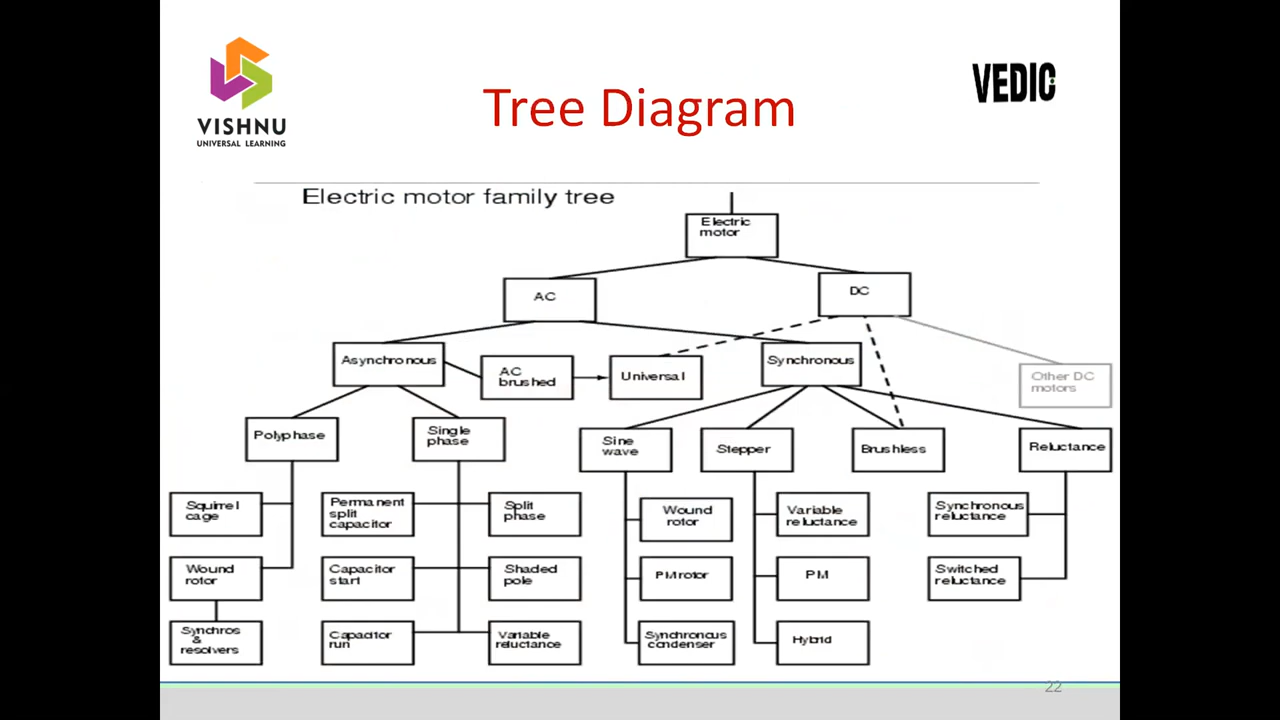 VISHNU
UNIVERSAL LEARNING
VEDIC
Tree Diagram
Electric motor family tree
Electric
motor
AC
DC
Asynchronous
AC
brushed
Universal
Synchronous
Other DC
motors
Polyphase
Single
phase
Sine
wave
Stepper
Brushless
Reluctance
Squirrel
cage
Permanent
split
capacitor
Split
phase
Wound
rotor
Variable
reluctance
Synchronous
reluctance
Wound
rotor
Capacitor
start
Shaded
pole
PM rotor
PM
Switched
reluctance
Synchros
&
resolvers
Capacitor
run
Variable
reluctance
Synchronous
condenser
Hybrid
22